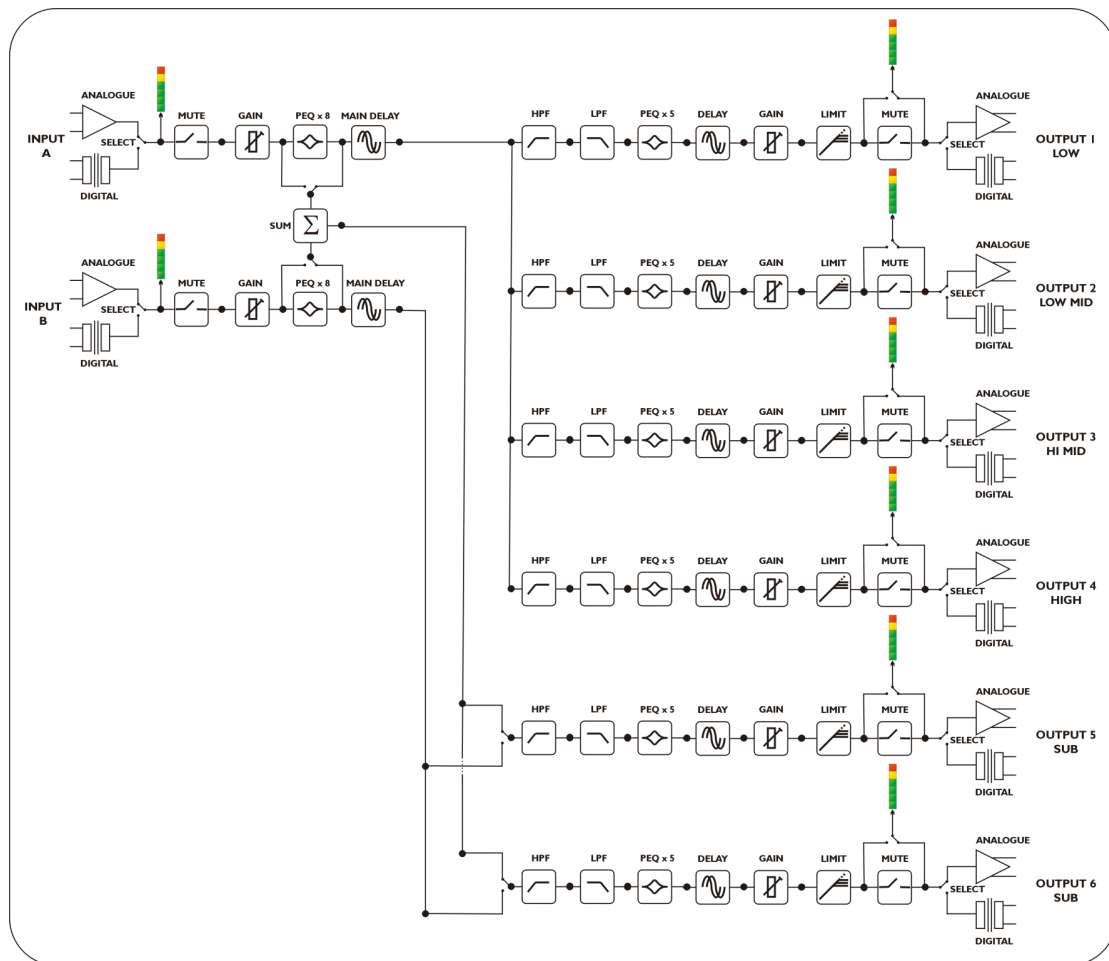 ANALOGUE
INPUT A
SELECT
DIGITAL
MUTE
GAIN
PEQ x 8
MAIN DELAY
SUM
Σ
ANALOGUE
INPUT B
SELECT
DIGITAL
MUTE
GAIN
PEQ x 8
MAIN DELAY
HPF
LPF
PEQ x 5
DELAY
GAIN
LIMIT
MUTE
SELECT
ANALOGUE
DIGITAL
OUTPUT 1
LOW
HPF
LPF
PEQ x 5
DELAY
GAIN
LIMIT
MUTE
SELECT
ANALOGUE
DIGITAL
OUTPUT 2
LOW MID
HPF
LPF
PEQ x 5
DELAY
GAIN
LIMIT
MUTE
SELECT
ANALOGUE
DIGITAL
OUTPUT 3
HI MID
HPF
LPF
PEQ x 5
DELAY
GAIN
LIMIT
MUTE
SELECT
ANALOGUE
DIGITAL
OUTPUT 4
HIGH
HPF
LPF
PEQ x 5
DELAY
GAIN
LIMIT
MUTE
SELECT
ANALOGUE
DIGITAL
OUTPUT 5
SUB
HPF
LPF
PEQ x 5
DELAY
GAIN
LIMIT
MUTE
SELECT
ANALOGUE
DIGITAL
OUTPUT 6
SUB